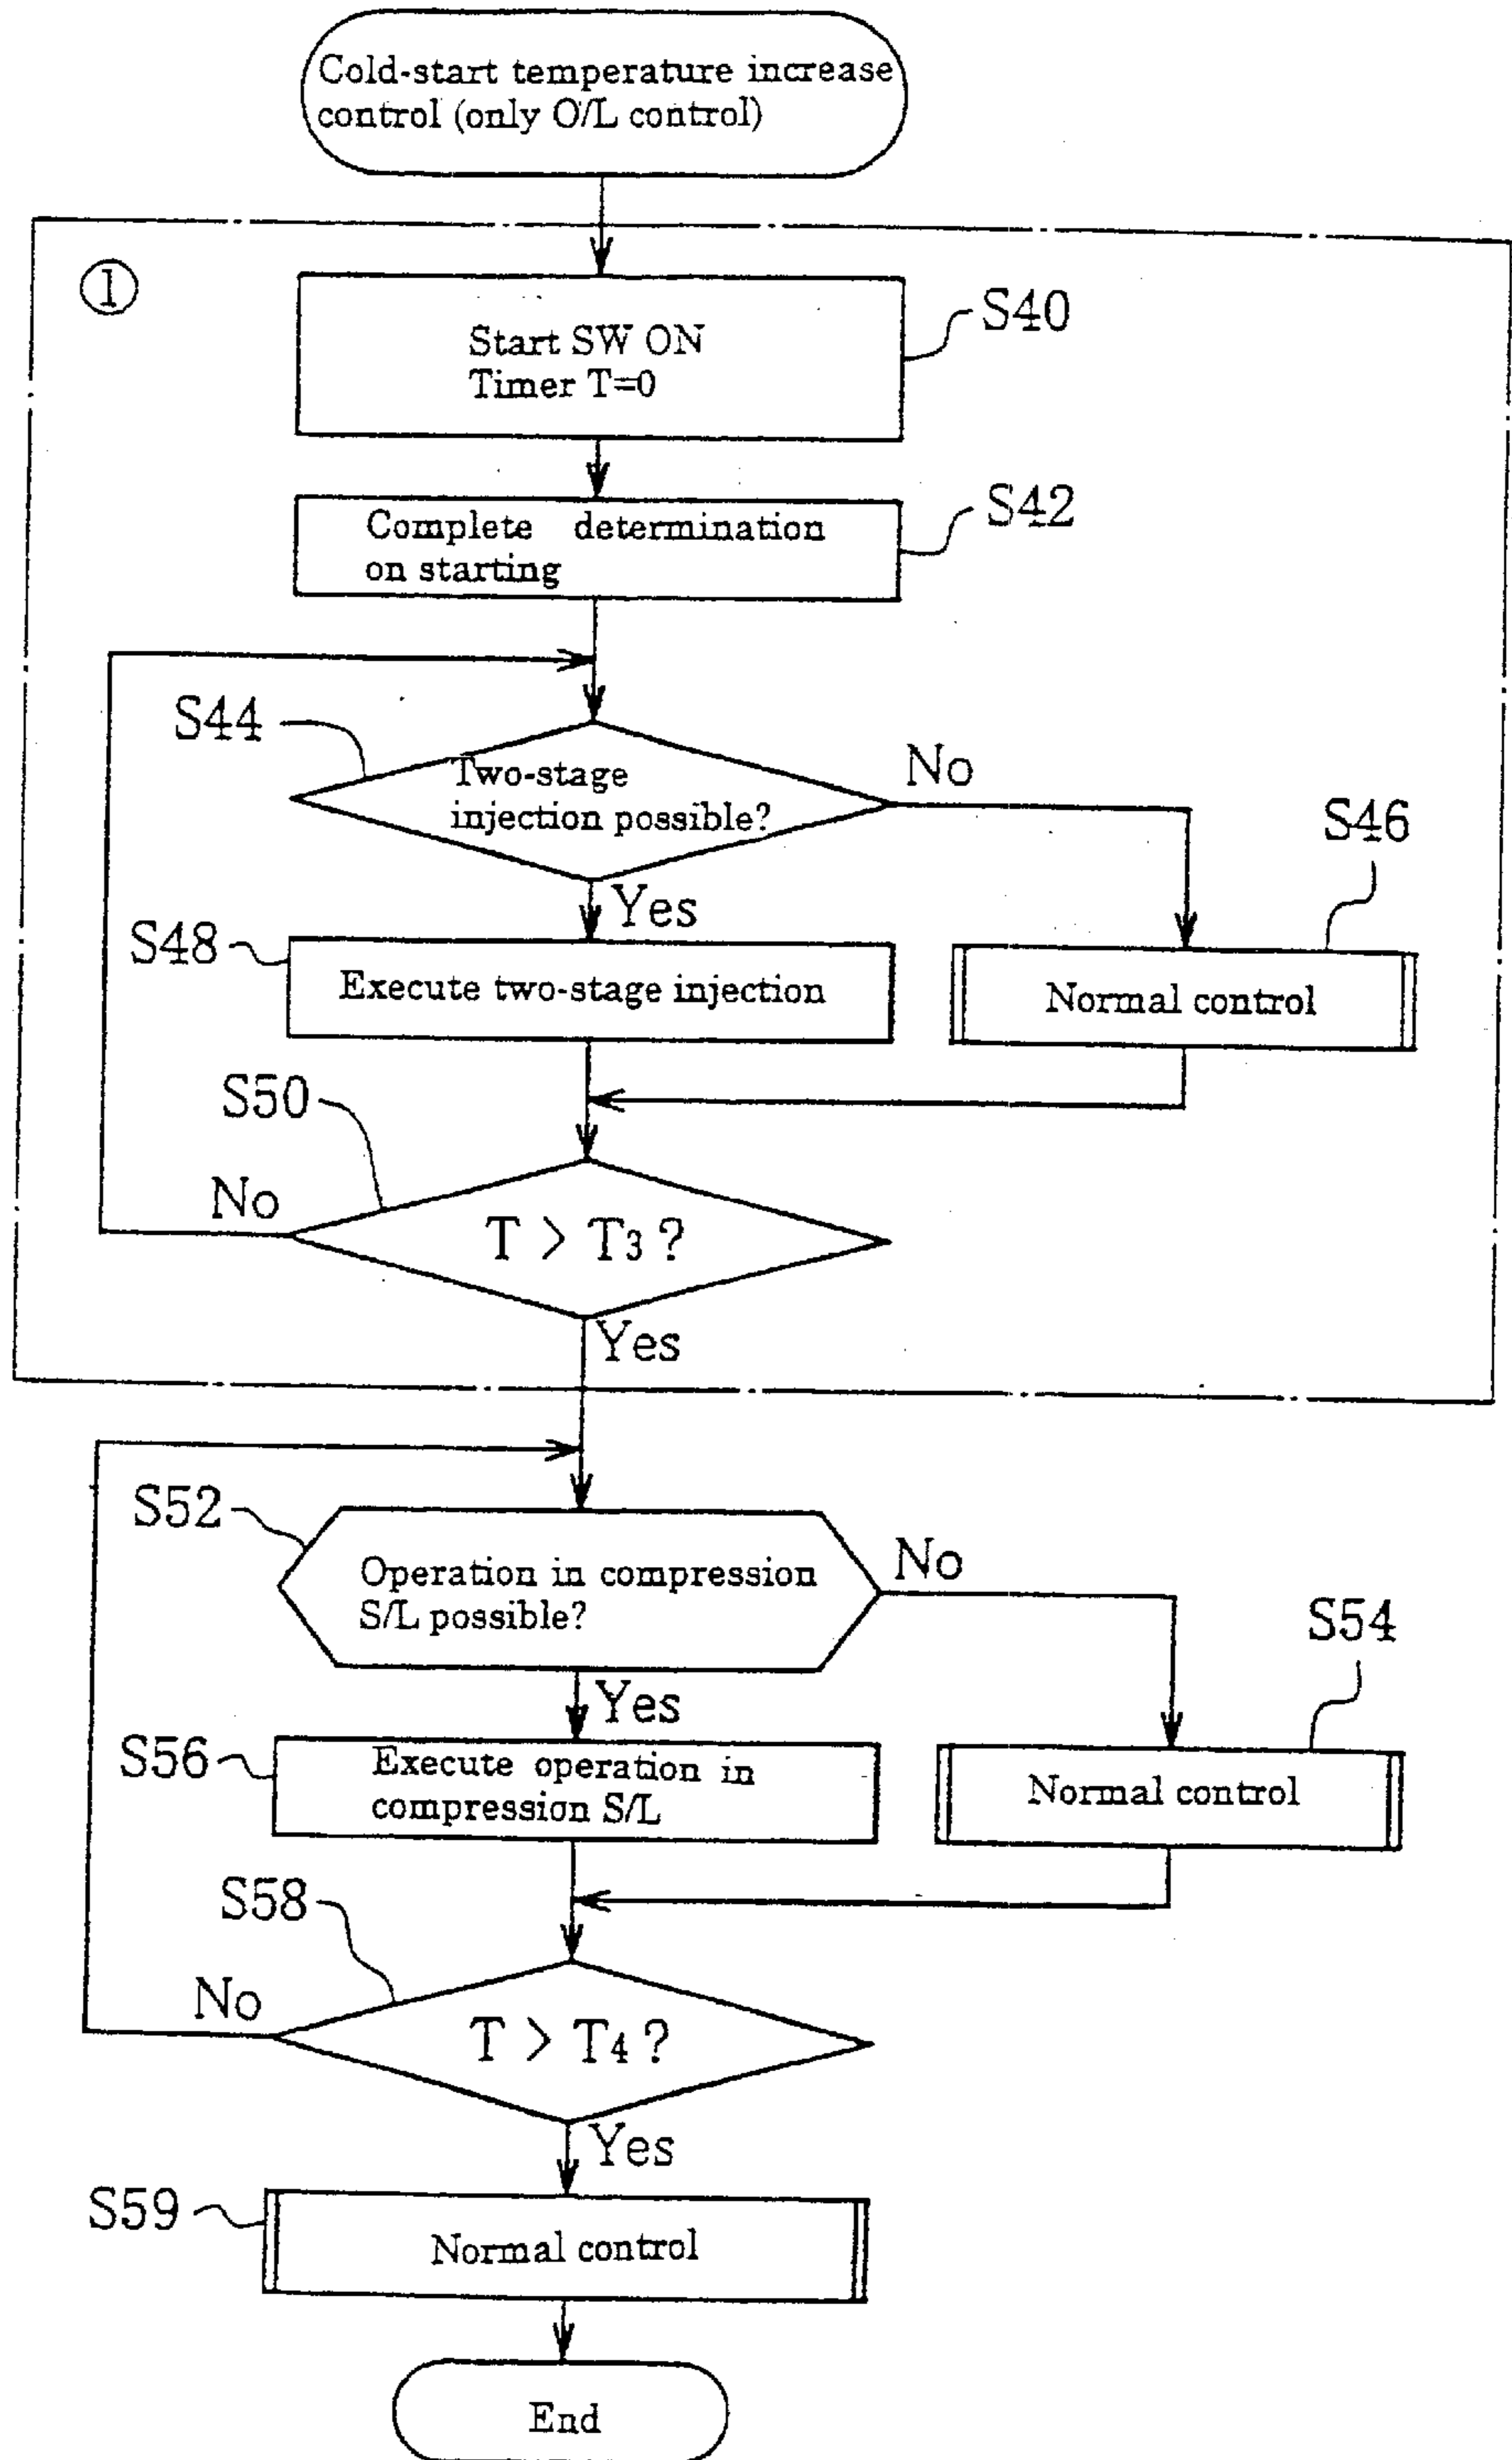 Cold-start temperature increase
control (only O/L control)
①
Start SW ON
Timer T=0
S40
Complete determination
on starting
S42
S44
Two-stage
injection possible?
No
S46
Yes
S48
Execute two-stage injection
Normal control
S50
No
T > T3 ?
Yes
S52
Operation in compression
S/L possible?
No
S54
Yes
S56
Execute operation in
compression S/L
Normal control
S58
No
T > T4 ?
Yes
S59
Normal control
End